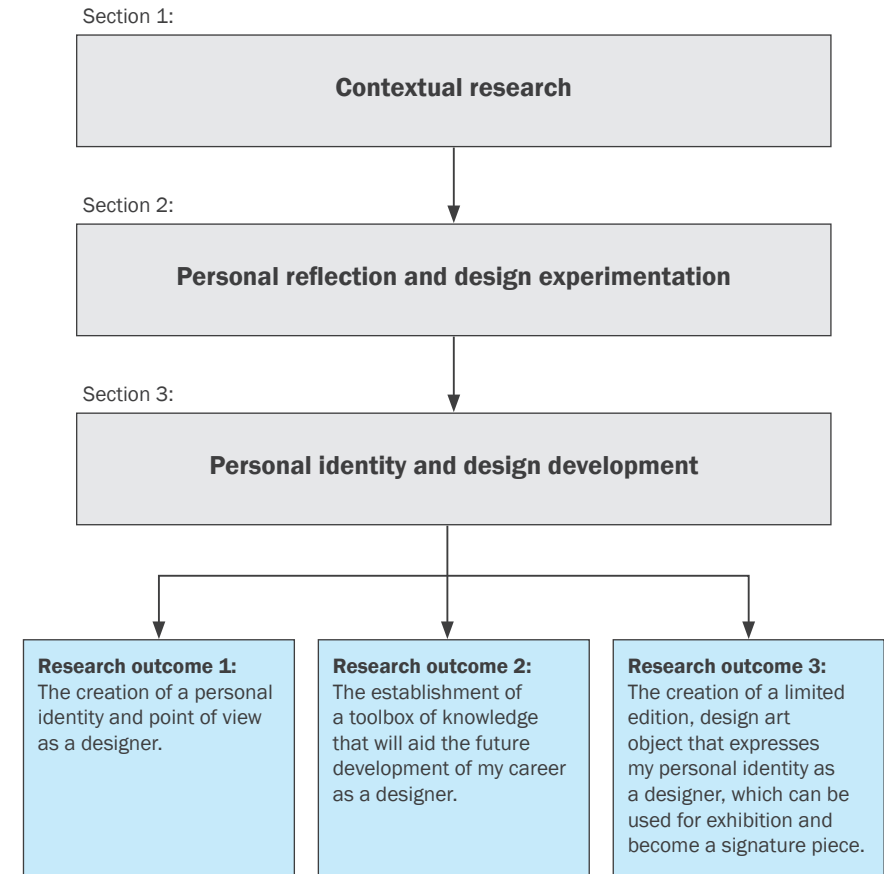 Section 1:
Contextual research
Section 2:
Personal reflection and design experimentation
Section 3:
Personal identity and design development
Research outcome 1:
The creation of a personal
identity and point of view
as a designer.
Research outcome 2:
The establishment of
a toolbox of knowledge
that will aid the future
development of my career
as a designer.
Research outcome 3:
The creation of a limited
edition, design art
object that expresses
my personal identity as
a designer, which can be
used for exhibition and
become a signature piece.